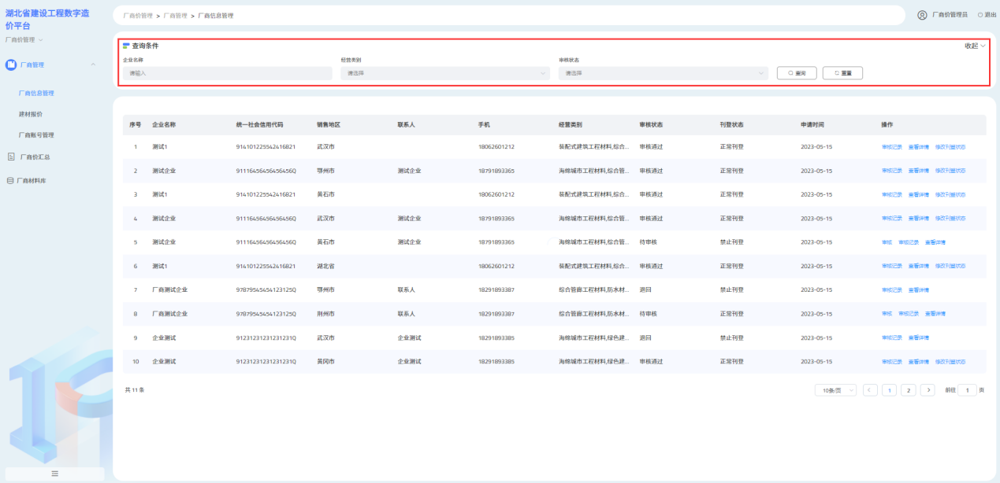 湖北省建设工程数字造
价平台
厂商价管理
厂商管理
厂商信息管理
建材报价
厂商账号管理
厂商价汇总
厂商材料库
厂商价管理 > 厂商管理 > 厂商信息管理
厂商价管理员 退出
查询条件 收起
企业名称 经营类别 审核状态
请输入 请选择 请选择 查询 重置
序号 企业名称 统一社会信用代码 销售地区 联系人 手机 经营类别 审核状态 刊登状态 申请时间 操作
1 测试1 914101225542416821 武汉市 18062601212 装配式建筑工程材料,综合... 审核通过 正常刊登 2023-05-15 审核记录 查看详情 修改刊登状态
2 测试企业 91116456456456456Q 鄂州市 测试企业 18791893365 海绵城市工程材料,综合管... 审核通过 正常刊登 2023-05-15 审核记录 查看详情 修改刊登状态
3 测试1 914101225542416821 黄石市 18062601212 装配式建筑工程材料,综合... 审核通过 正常刊登 2023-05-15 审核记录 查看详情 修改刊登状态
4 测试企业 91116456456456456Q 武汉市 测试企业 18791893365 海绵城市工程材料,综合管... 审核通过 正常刊登 2023-05-15 审核记录 查看详情 修改刊登状态
5 测试企业 91116456456456456Q 黄石市 测试企业 18791893365 海绵城市工程材料,综合管... 待审核 禁止刊登 2023-05-15 审核 审核记录 查看详情
6 测试1 914101225542416821 湖北省 18062601212 装配式建筑工程材料,综合... 审核通过 正常刊登 2023-05-15 审核记录 查看详情 修改刊登状态
7 厂商测试企业 97879545454123125Q 鄂州市 联系人 18291893387 综合管廊工程材料,防水材... 退回 禁止刊登 2023-05-15 审核记录 查看详情
8 厂商测试企业 97879545454123125Q 荆州市 联系人 18291893387 综合管廊工程材料,防水材... 待审核 正常刊登 2023-05-15 审核 审核记录 查看详情
9 企业测试 91231231231231231Q 武汉市 企业测试 18291893385 海绵城市工程材料,绿色建... 退回 禁止刊登 2023-05-15 审核记录 查看详情
10 企业测试 91231231231231231Q 黄冈市 企业测试 18291893385 海绵城市工程材料,绿色建... 审核通过 正常刊登 2023-05-15 审核记录 查看详情 修改刊登状态
共 11 条 10条/页 < 1 2 > 前往 1 页